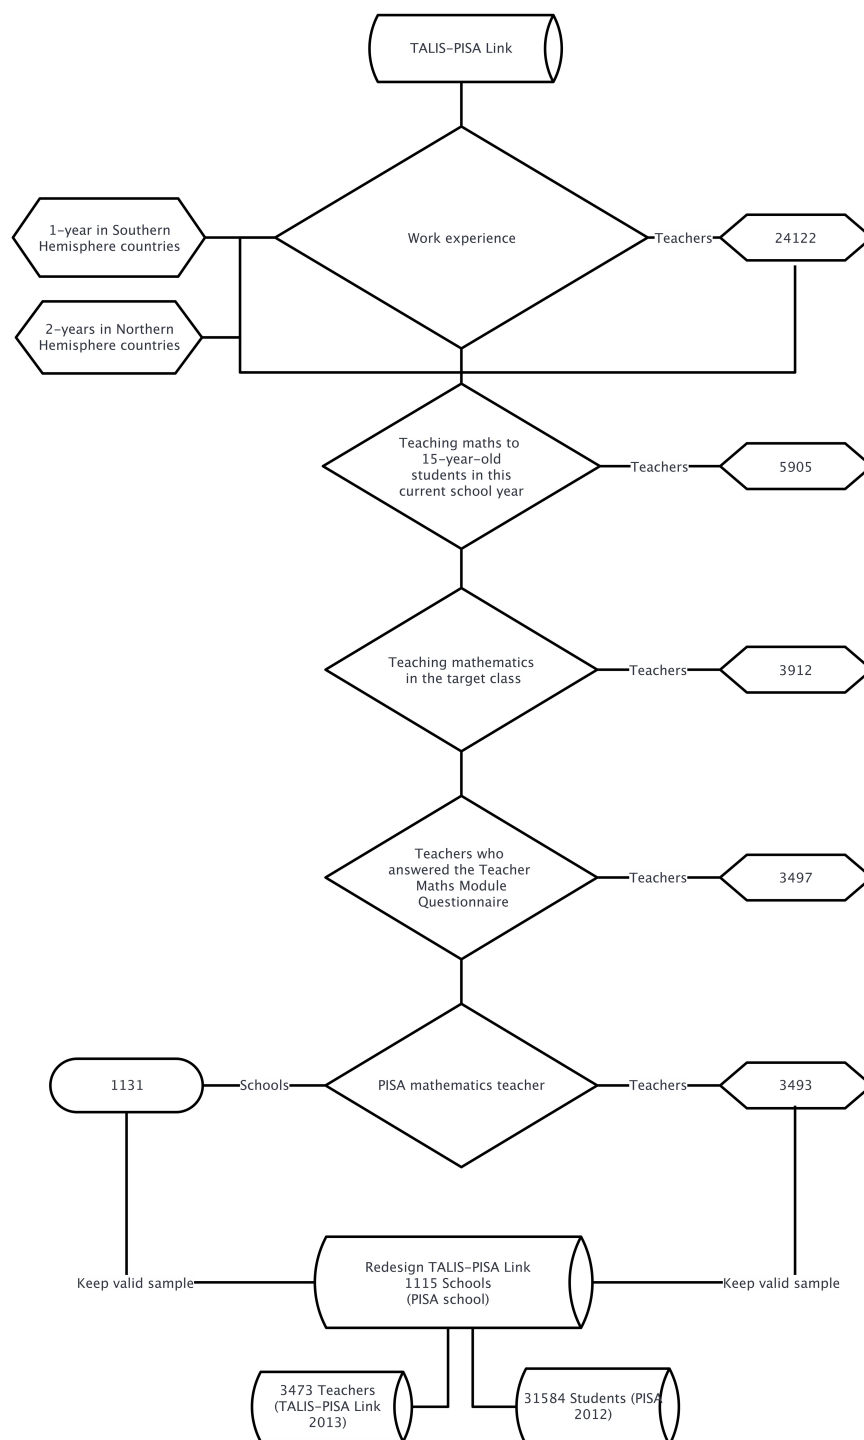 TALIS-PISA Link
1-year in Southern
Hemisphere countries
Work experience
Teachers
24122
2-years in Northern
Hemisphere countries
Teaching maths to
15-year-old
students in this
current school year
Teachers
5905
Teaching mathematics
in the target class
Teachers
3912
Teachers who
answered the Teacher
Maths Module
Questionnaire
Teachers
3497
1131
Schools
PISA mathematics teacher
Teachers
3493
Keep valid sample
Redesign TALIS-PISA Link
1115 Schools
(PISA school)
Keep valid sample
3473 Teachers
(TALIS-PISA Link
2013)
31584 Students (PISA
2012)